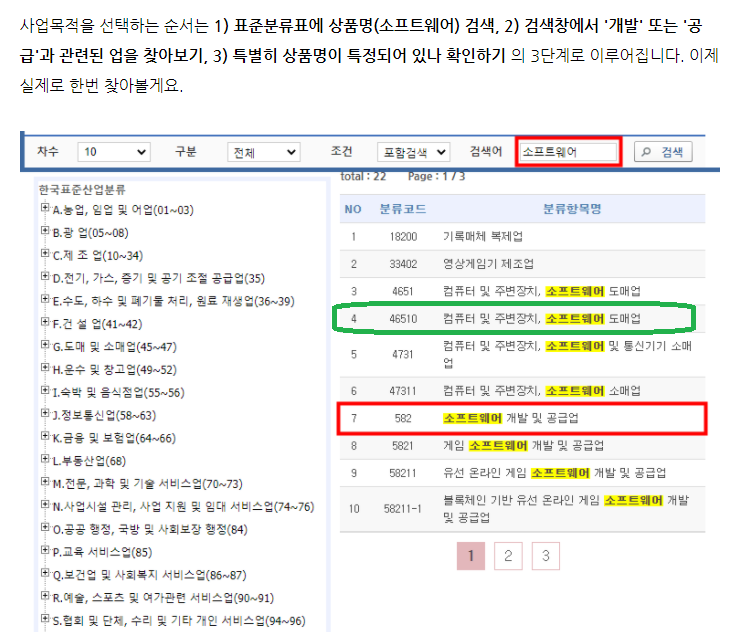 사업목적을 선택하는 순서는 1) 표준분류표에 상품명(소프트웨어) 검색, 2) 검색창에서 '개발' 또는 '공
급'과 관련된 업을 찾아보기, 3) 특별히 상품명이 특정되어 있나 확인하기 의 3단계로 이루어집니다. 이제
실제로 한번 찾아볼게요.
차수 10 구분 전체 조건 포함검색 검색어 소프트웨어 검색
total : 22 Page : 1 / 3
한국표준산업분류
A.농업, 임업 및 어업(01~03)
B.광 업(05~08)
C.제 조 업(10~34)
D.전기, 가스, 증기 및 공기 조절 공급업(35)
E.수도, 하수 및 폐기물 처리, 원료 재생업(36~39)
F.건 설 업(41~42)
G.도매 및 소매업(45~47)
H.운수 및 창고업(49~52)
I.숙박 및 음식점업(55~56)
J.정보통신업(58~63)
K.금융 및 보험업(64~66)
L.부동산업(68)
M.전문, 과학 및 기술 서비스업(70~73)
N.사업시설 관리, 사업 지원 및 임대 서비스업(74~76)
O.공공 행정, 국방 및 사회보장 행정(84)
P.교육 서비스업(85)
Q.보건업 및 사회복지 서비스업(86~87)
R.예술, 스포츠 및 여가관련 서비스업(90~91)
S.협회 및 단체, 수리 및 기타 개인 서비스업(94~96)
NO 분류코드 분류항목명
1 18200 기록매체 복제업
2 33402 영상게임기 제조업
3 4651 컴퓨터 및 주변장치, 소프트웨어 도매업
4 46510 컴퓨터 및 주변장치, 소프트웨어 도매업
5 4731 컴퓨터 및 주변장치, 소프트웨어 및 통신기기 소매
업
6 47311 컴퓨터 및 주변장치, 소프트웨어 소매업
7 582 소프트웨어 개발 및 공급업
8 5821 게임 소프트웨어 개발 및 공급업
9 58211 유선 온라인 게임 소프트웨어 개발 및 공급업
10 58211-1 블록체인 기반 유선 온라인 게임 소프트웨어 개발
및 공급업
1 2 3